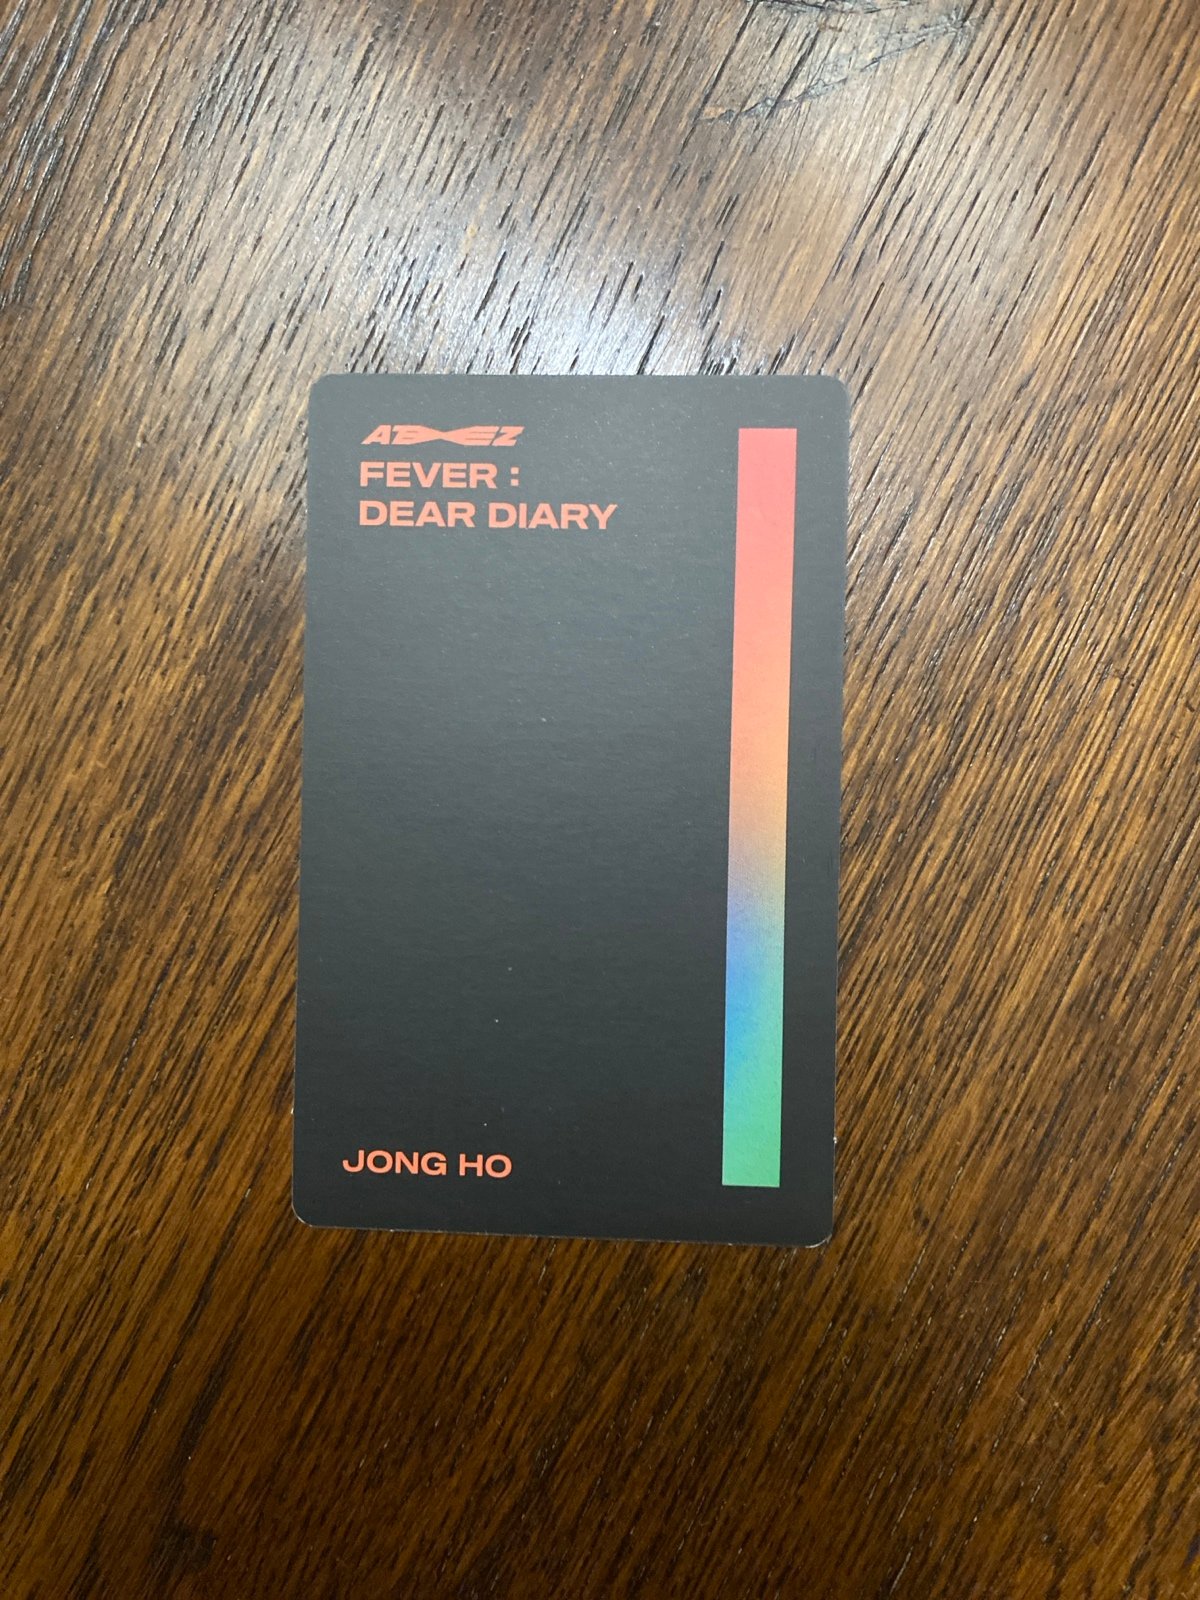 ATEEZ
FEVER :
DEAR DIARY
JONG HO